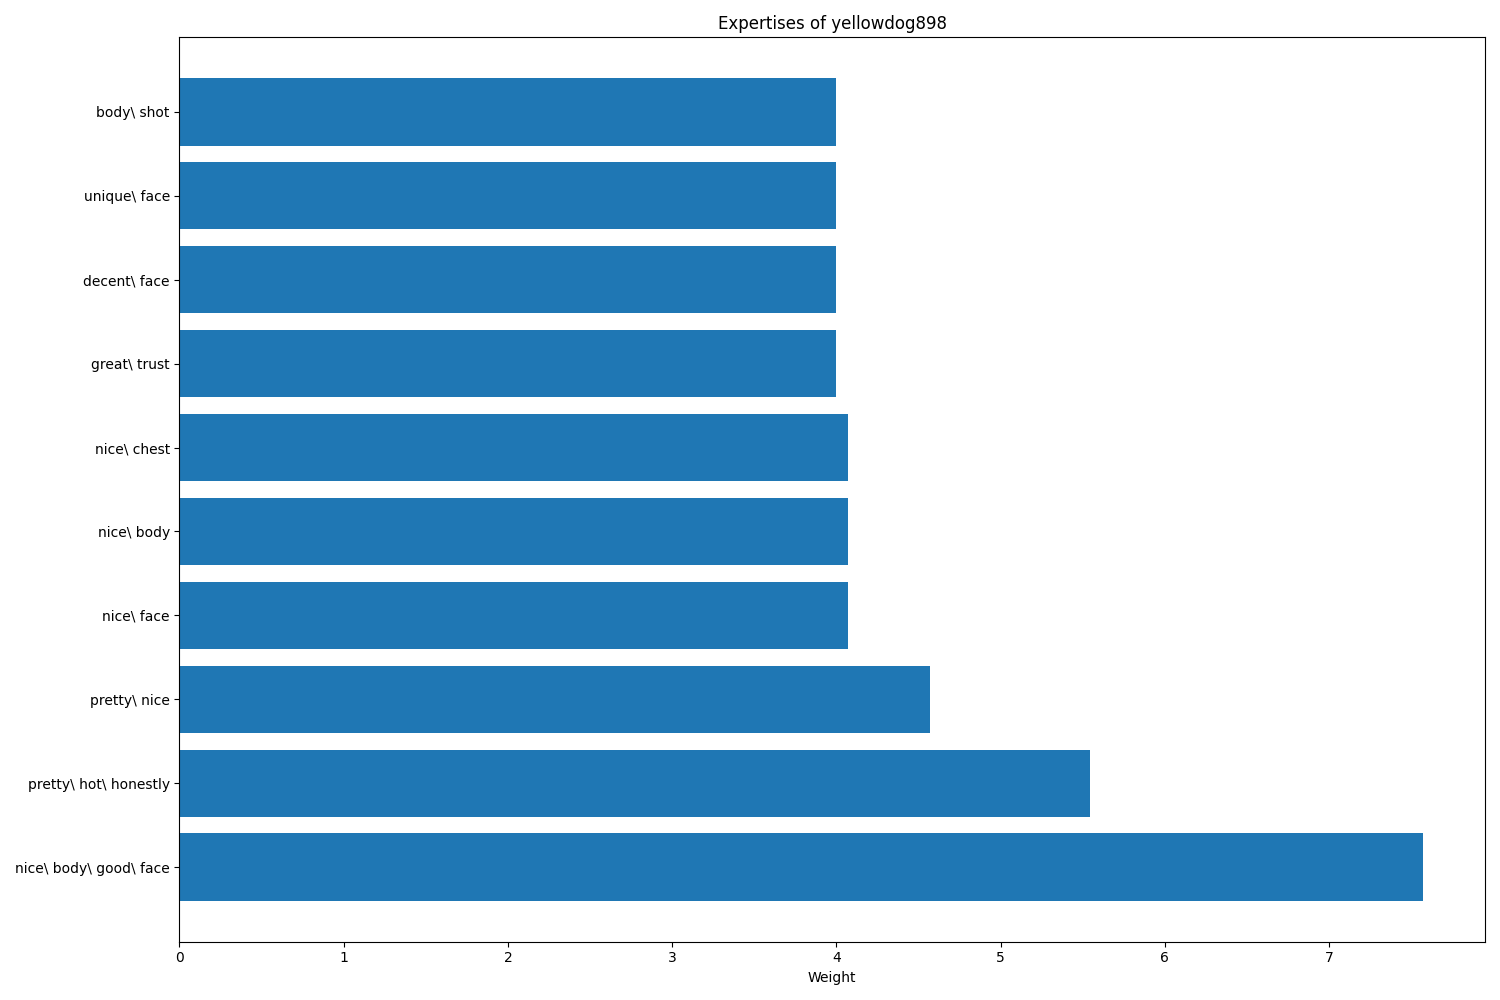 Expertises of yellowdog898
body\ shot
unique\ face
decent\ face
great\ trust
nice\ chest
nice\ body
nice\ face
pretty\ nice
pretty\ hot\ honestly
nice\ body\ good\ face
0 1 2 3 4 5 6 7
Weight